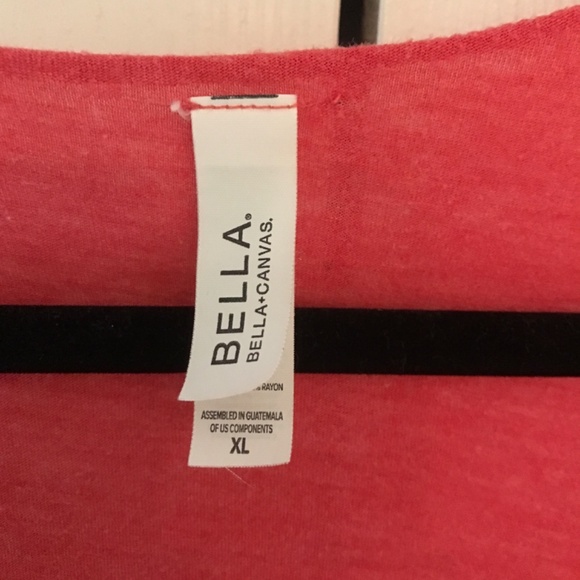 BELLA.®
BELLA+CANVAS.
RAYON
ASSEMBLED IN GUATEMALA
OF US COMPONENTS
XL